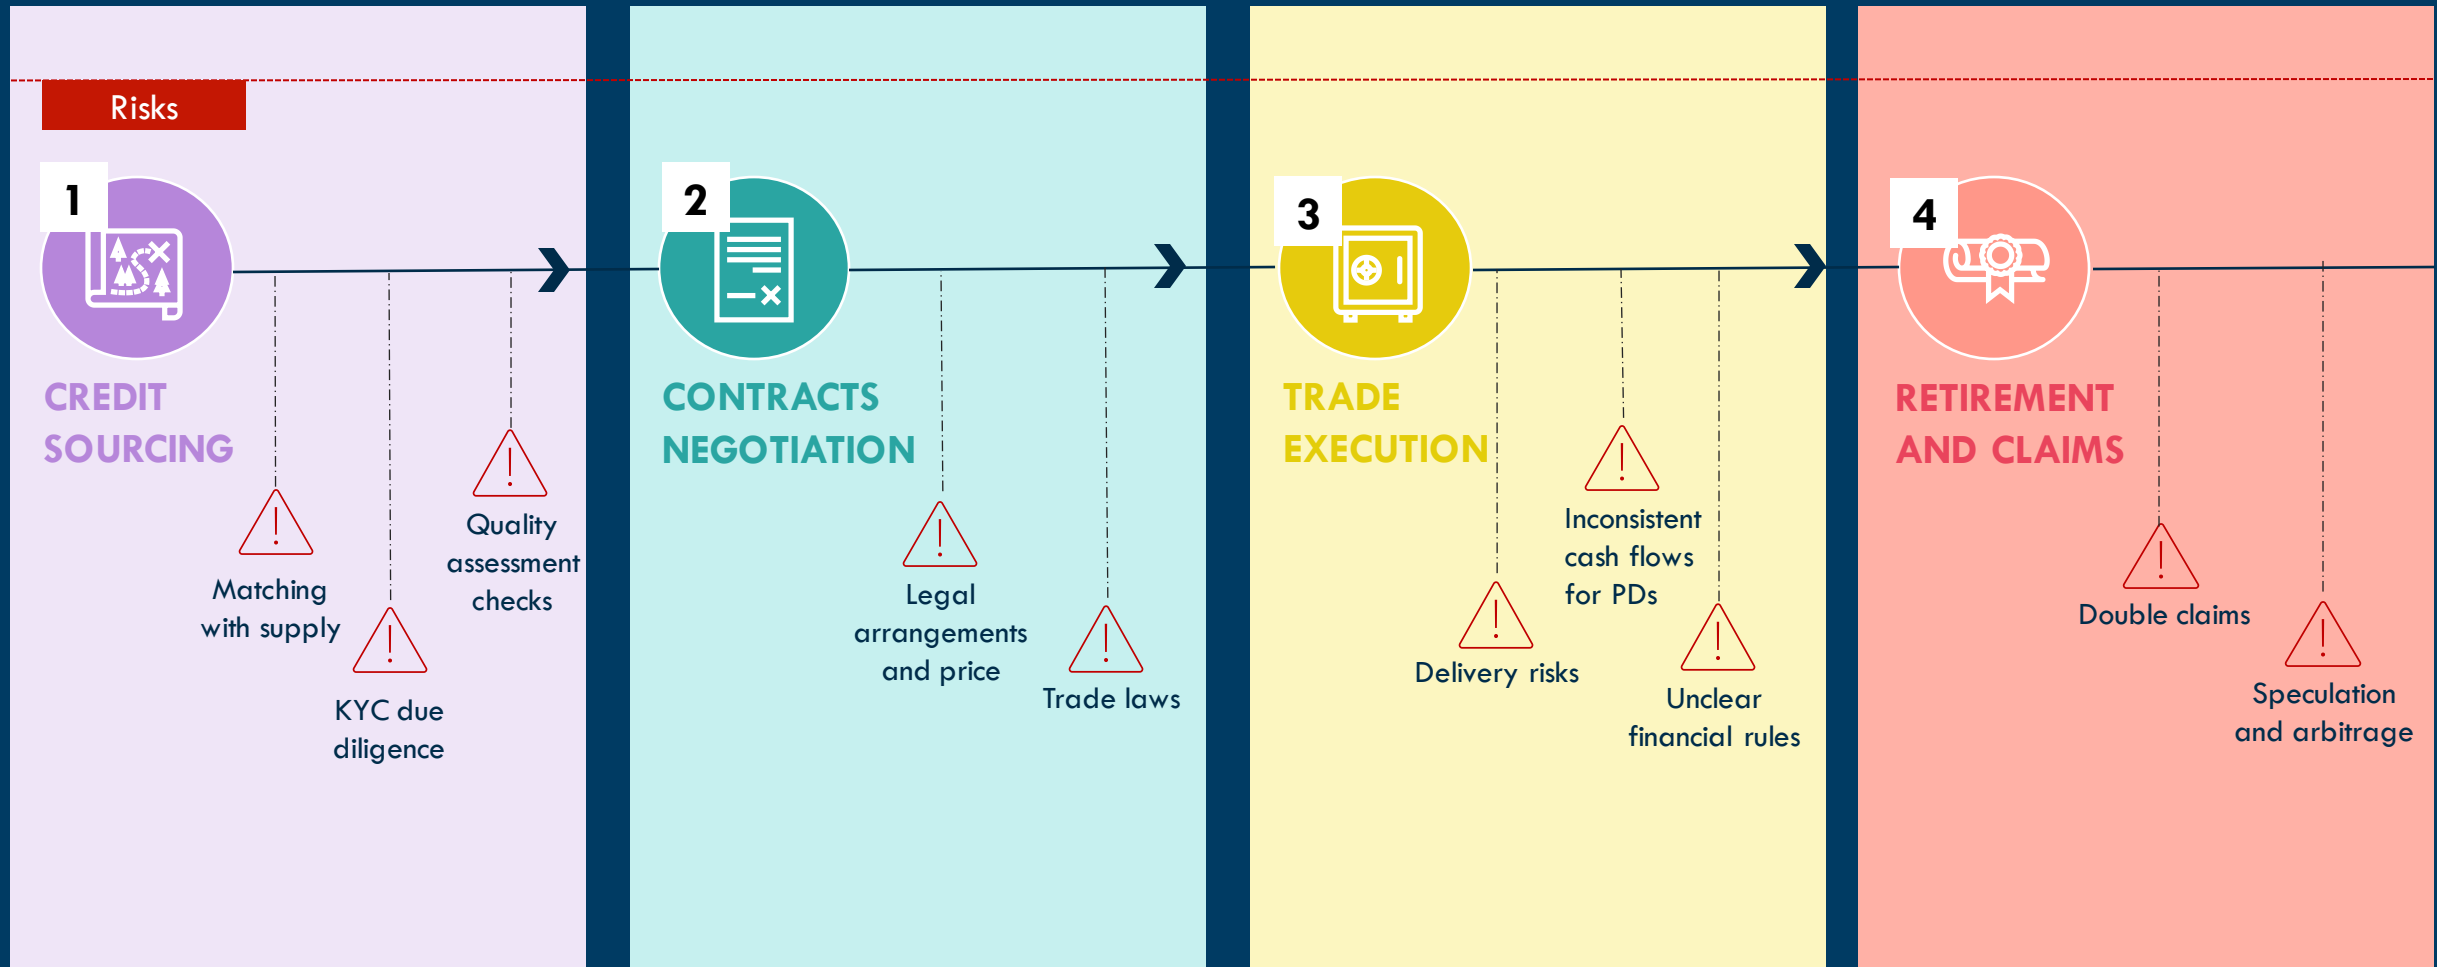 Risks
1
CREDIT
SOURCING
Matching
with supply
KYC due
diligence
Quality
assessment
checks
2
CONTRACTS
NEGOTIATION
Legal
arrangements
and price
Trade laws
3
TRADE
EXECUTION
Delivery risks
Inconsistent
cash flows
for PDs
Unclear
financial rules
4
RETIREMENT
AND CLAIMS
Double claims
Speculation
and arbitrage